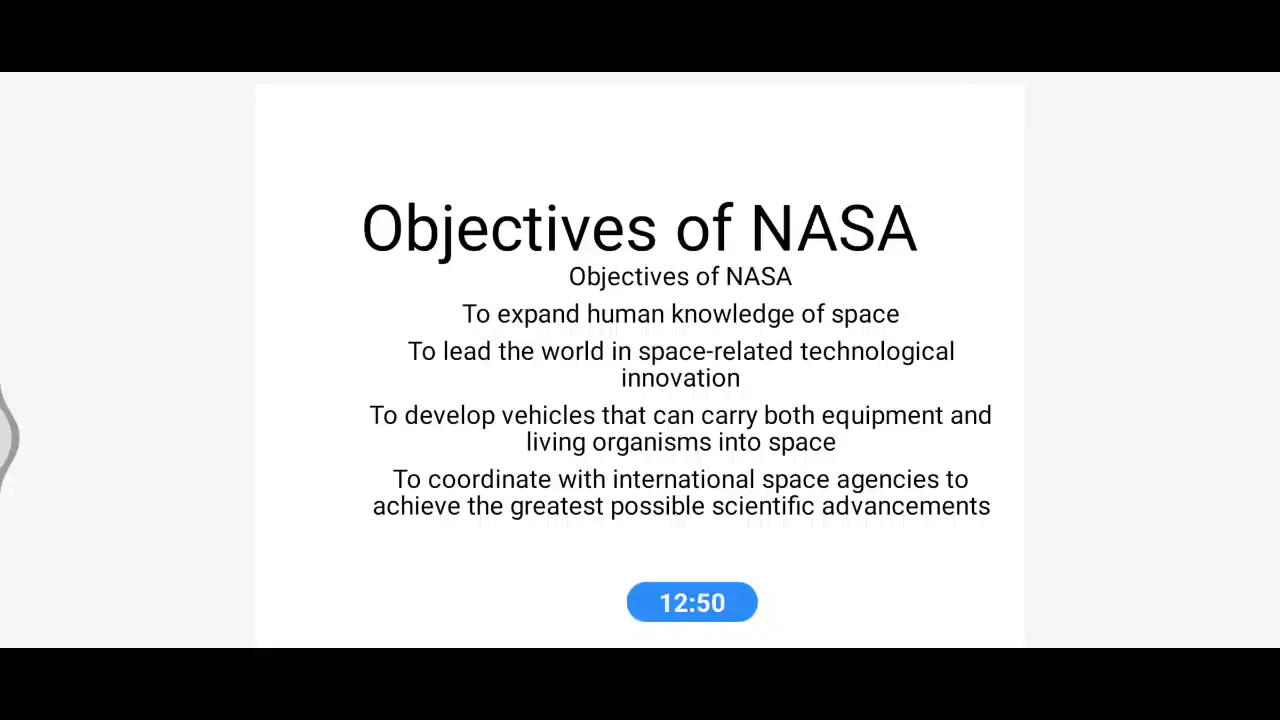 Objectives of NASA
Objectives of NASA
To expand human knowledge of space
To lead the world in space-related technological
innovation
To develop vehicles that can carry both equipment and
living organisms into space
To coordinate with international space agencies to
achieve the greatest possible scientific advancements
12:50